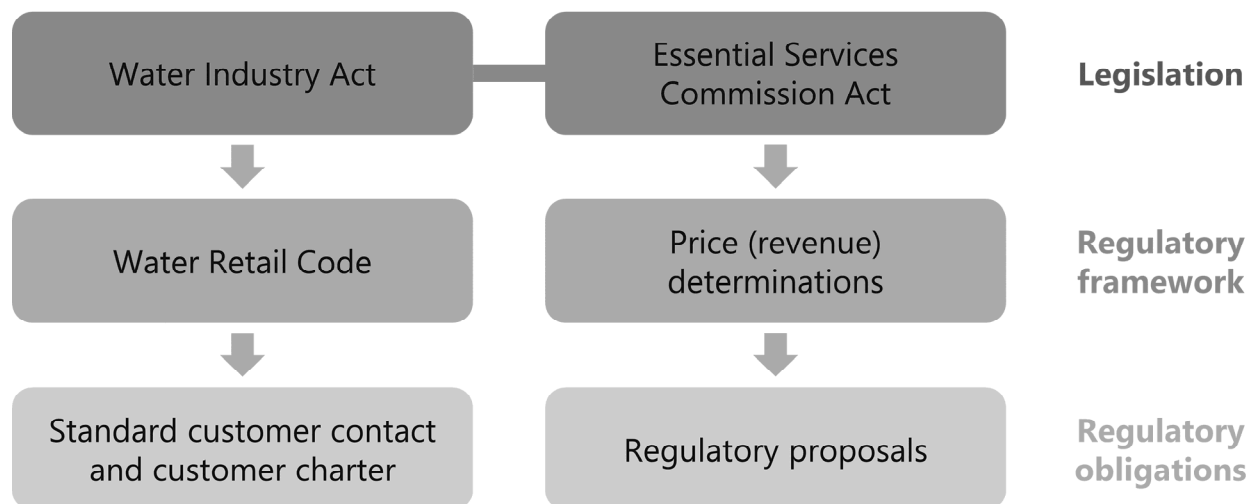 Water Industry Act
Essential Services
Commission Act
Legislation
Water Retail Code
Price (revenue)
determinations
Regulatory
framework
Standard customer contact
and customer charter
Regulatory proposals
Regulatory
obligations